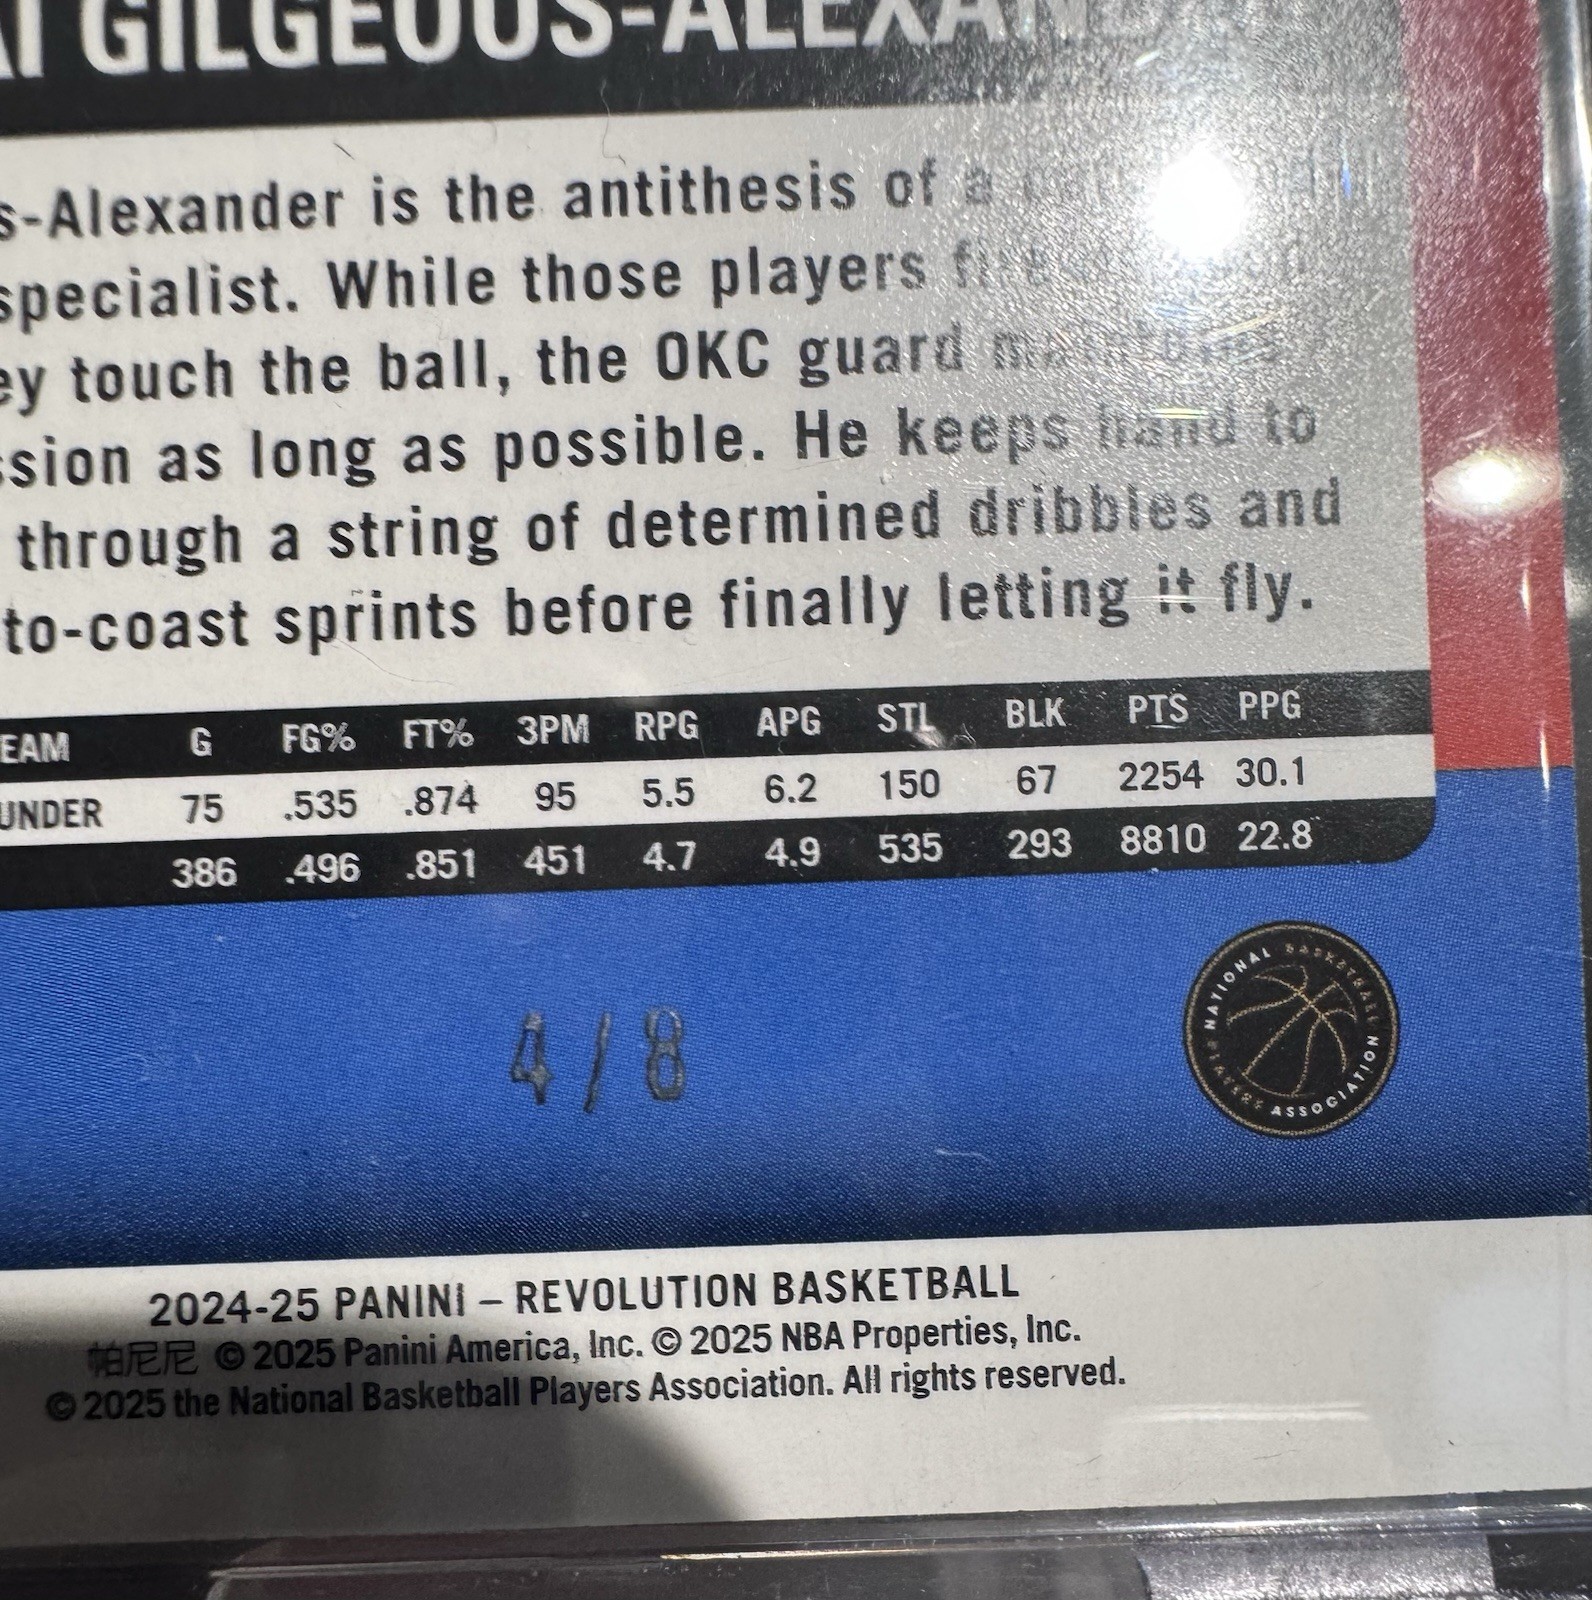 AI GILGEOUS-ALEXAND
s-Alexander is the antithesis of a
specialist. While those players
ey touch the ball, the OKC guard
ssion as long as possible. He keeps hand to
through a string of determined dribbles and
to-coast sprints before finally letting it fly.
EAM G FG% FT% 3PM RPG APG STL BLK PTS PPG
UNDER 75 .535 .874 95 5.5 6.2 150 67 2254 30.1
386 .496 .851 451 4.7 4.9 535 293 8810 22.8
4/8
NATIONAL BASKETBALL PLAYERS ASSOCIATION
2024-25 PANINI – REVOLUTION BASKETBALL
帕尼尼 © 2025 Panini America, Inc. © 2025 NBA Properties, Inc.
© 2025 the National Basketball Players Association. All rights reserved.